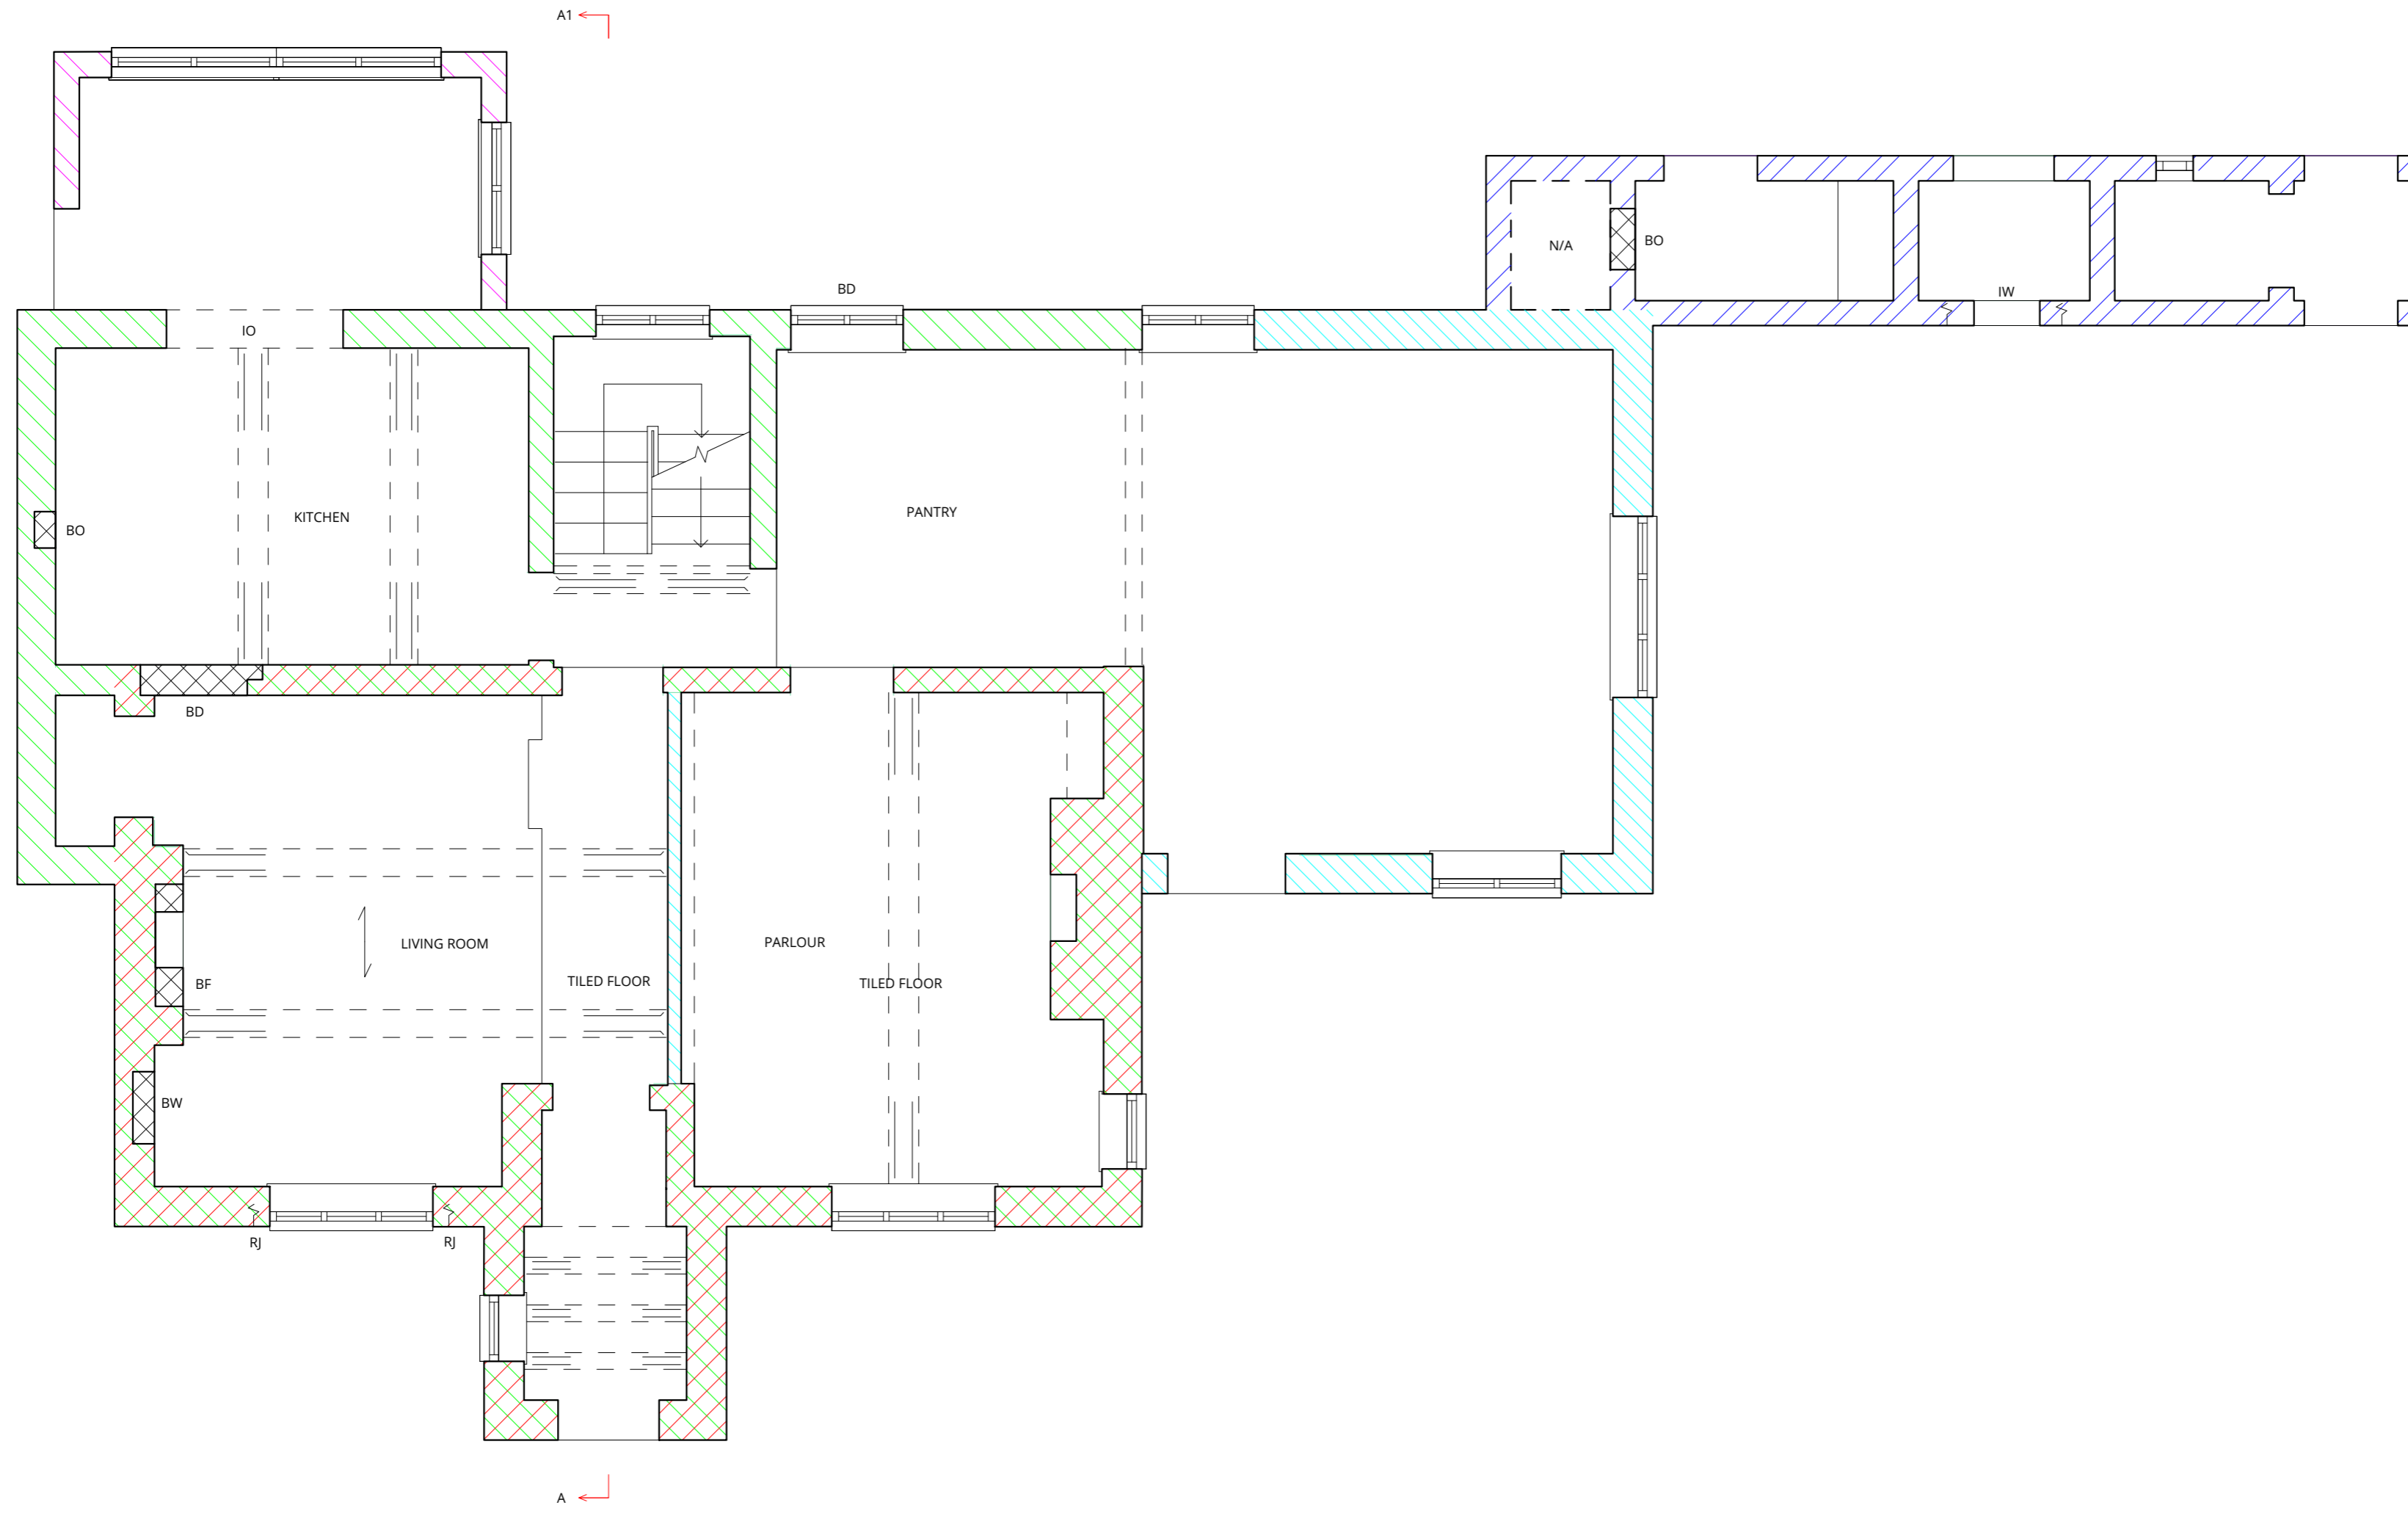 A1
N/A
BO
BD
IW
IO
PANTRY
KITCHEN
BO
BD
PARLOUR
LIVING ROOM
TILED FLOOR
TILED FLOOR
BF
BW
RJ
RJ
A